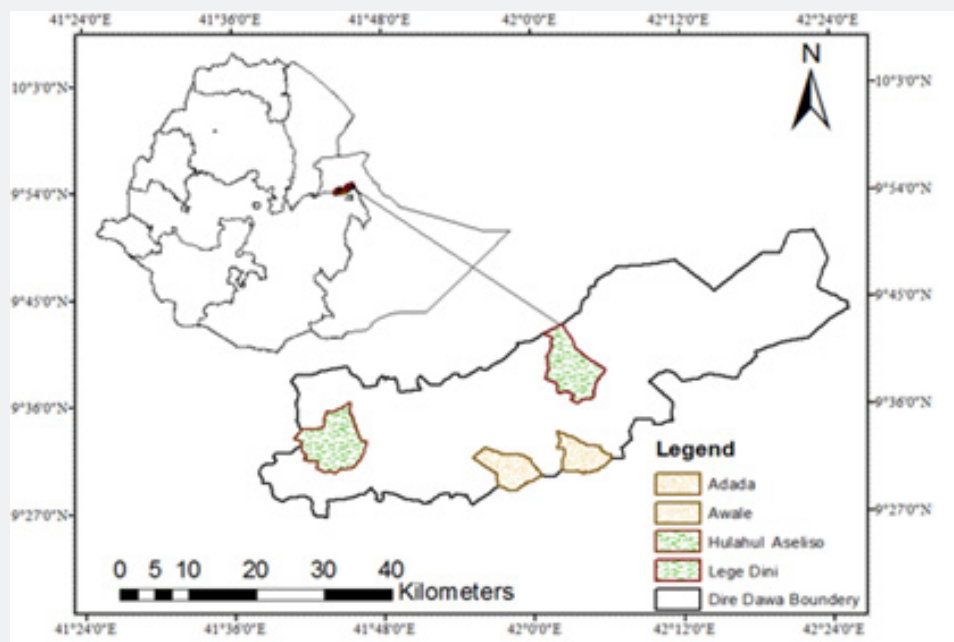 41°24'0"E 41°36'0"E 41°48'0"E 42°0'0"E 42°12'0"E 42°24'0"E
N
10°3'0"N 10°3'0"N
9°54'0"N 9°54'0"N
9°45'0"N 9°45'0"N
9°36'0"N 9°36'0"N
9°27'0"N 9°27'0"N
Legend
Adada
Awale
Hulahul Aseliso
Lege Dini
Dire Dawa Boundery
0 5 10 20 30 40
Kilometers
41°24'0"E 41°36'0"E 41°48'0"E 42°0'0"E 42°12'0"E 42°24'0"E